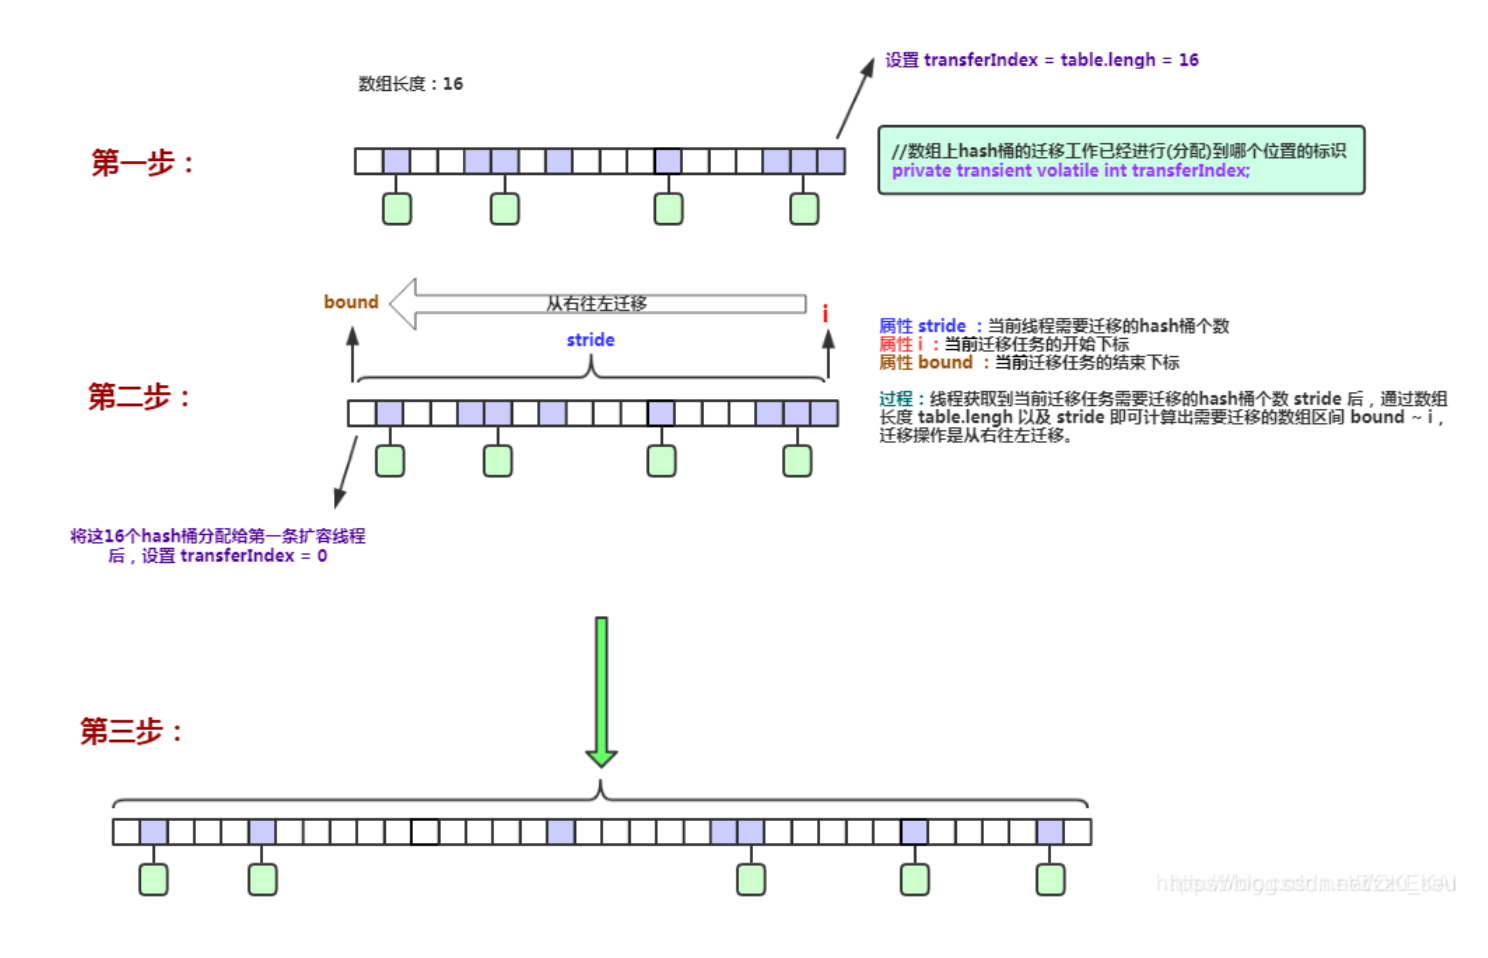 设置 transferIndex = table.lengh = 16
数组长度：16
第一步：
//数组上hash桶的迁移工作已经进行(分配)到哪个位置的标识
private transient volatile int transferIndex;
bound
从右往左迁移
i
stride
属性 stride ：当前线程需要迁移的hash桶个数
属性 i ：当前迁移任务的开始下标
属性 bound ：当前迁移任务的结束下标
第二步：
过程：线程获取到当前迁移任务需要迁移的hash桶个数 stride 后，通过数组
长度 table.lengh 以及 stride 即可计算出需要迁移的数组区间 bound ~ i，
迁移操作是从右往左迁移。
将这16个hash桶分配给第一条扩容线程
后，设置 transferIndex = 0
第三步：